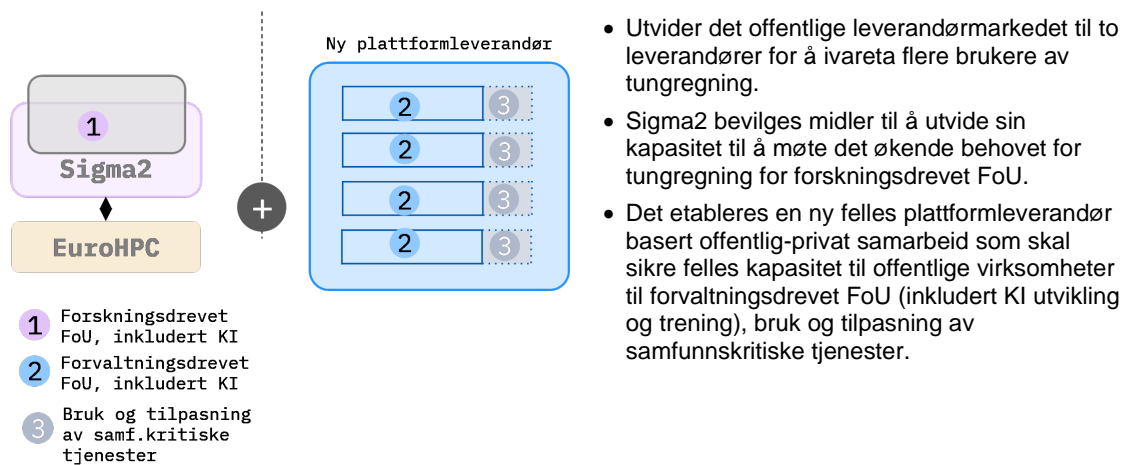 Ny plattformleverandør
1
Sigma2
EuroHPC
+
2 3
2 3
2 3
2 3
1 Forskningsdrevet
FoU, inkludert KI
2 Forvaltningsdrevet
FoU, inkludert KI
3 Bruk og tilpasning
av samf.kritiske
tjenester
• Utvider det offentlige leverandørmarkedet til to
leverandører for å ivareta flere brukere av
tungregning.
• Sigma2 bevilges midler til å utvide sin
kapasitet til å møte det økende behovet for
tungregning for forskningsdrevet FoU.
• Det etableres en ny felles plattformleverandør
basert offentlig-privat samarbeid som skal
sikre felles kapasitet til offentlige virksomheter
til forvaltningsdrevet FoU (inkludert KI utvikling
og trening), bruk og tilpasning av
samfunnskritiske tjenester.